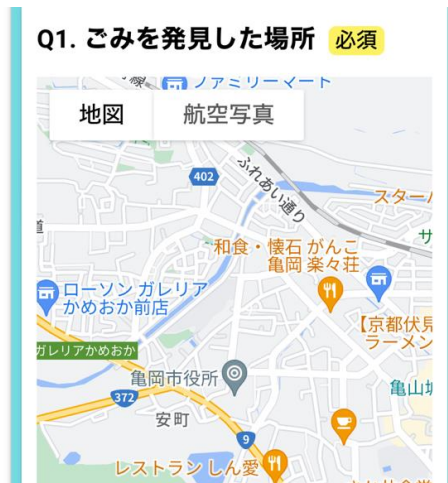 Q1. ごみを発見した場所 必須
ファミリーマート
地図 航空写真
ふれあい通り
402
スターバ
サ
和食・懐石 がんこ
亀岡 楽々荘
ローソン ガレリア
かめおか前店
【京都伏見
ラーメン
ガレリアかめおか
亀岡市役所
372
亀山城
安町
9
レストラン しん愛